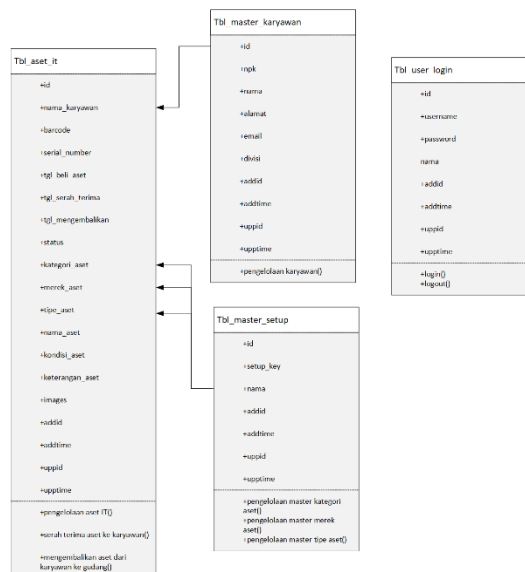 Tbl_aset_it
+id
+nama_karyawan
+barcode
+serial_number
+tgl_beli_aset
+tgl_serah_terima
+tgl_mengembalikan
+status
+kategori_aset
+merek_aset
+tipe_aset
+nama_aset
+kondisi_aset
+keterangan_aset
+images
+addid
+addtime
+uppid
+upptime
+pengelolaan aset IT()
+serah terima aset ke karyawan()
+mengembalikan aset dari
karyawan ke gudang()
Tbl_master_karyawan
+id
+npk
+nama
+alamat
+email
+divisi
+addid
+addtime
+uppid
+upptime
+pengelolaan karyawan()
Tbl_master_setup
+id
+setup_key
+nama
+addid
+addtime
+uppid
+upptime
+pengelolaan master kategori
aset()
+pengelolaan master merek
aset()
+pengelolaan master tipe aset()
Tbl_user_login
+id
+username
+password
nama
+addid
+addtime
+uppid
+upptime
+login()
+logout()